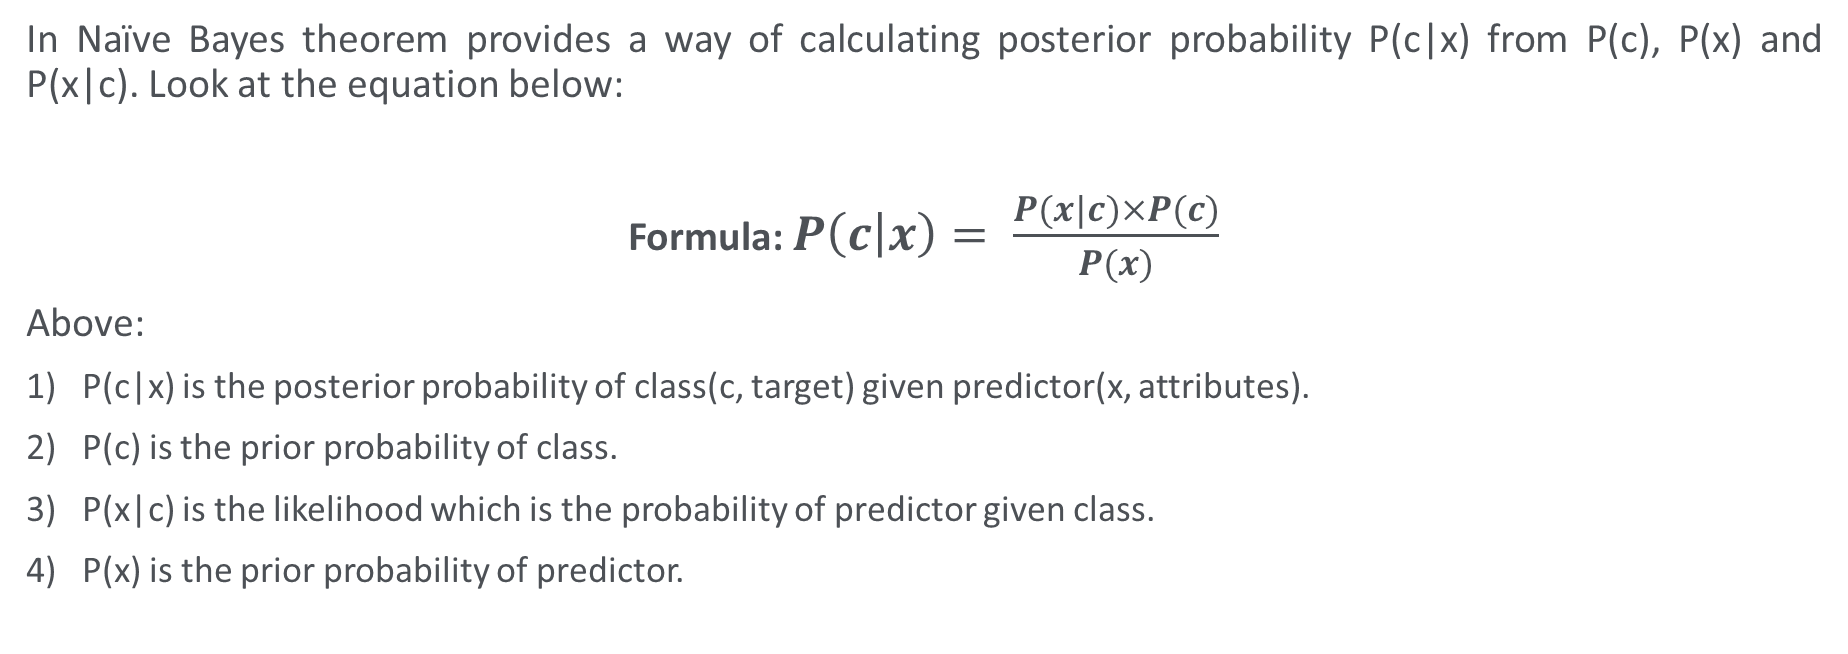 In Naïve Bayes theorem provides a way of calculating posterior probability P(c|x) from P(c), P(x) and
P(x|c). Look at the equation below:
Formula: P(c|x) = P(x|c)×P(c) / P(x)
Above:
1) P(c|x) is the posterior probability of class(c, target) given predictor(x, attributes).
2) P(c) is the prior probability of class.
3) P(x|c) is the likelihood which is the probability of predictor given class.
4) P(x) is the prior probability of predictor.